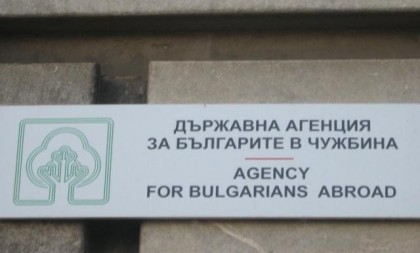 ДЪРЖАВНА АГЕНЦИЯ
ЗА БЪЛГАРИТЕ В ЧУЖБИНА
AGENCY
FOR BULGARIANS ABROAD